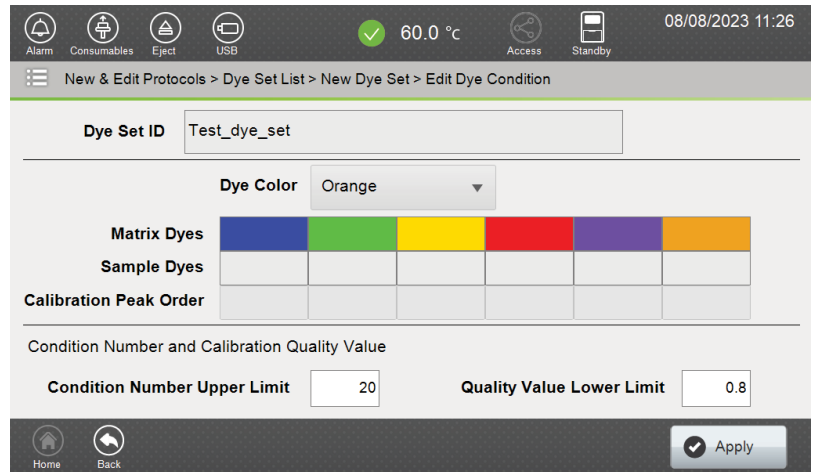 60.0 °c
08/08/2023 11:26
Alarm Consumables Eject USB Access Standby
New & Edit Protocols > Dye Set List > New Dye Set > Edit Dye Condition
Dye Set ID Test_dye_set
Dye Color Orange
Matrix Dyes
Sample Dyes
Calibration Peak Order
Condition Number and Calibration Quality Value
Condition Number Upper Limit 20 Quality Value Lower Limit 0.8
Apply
Home Back